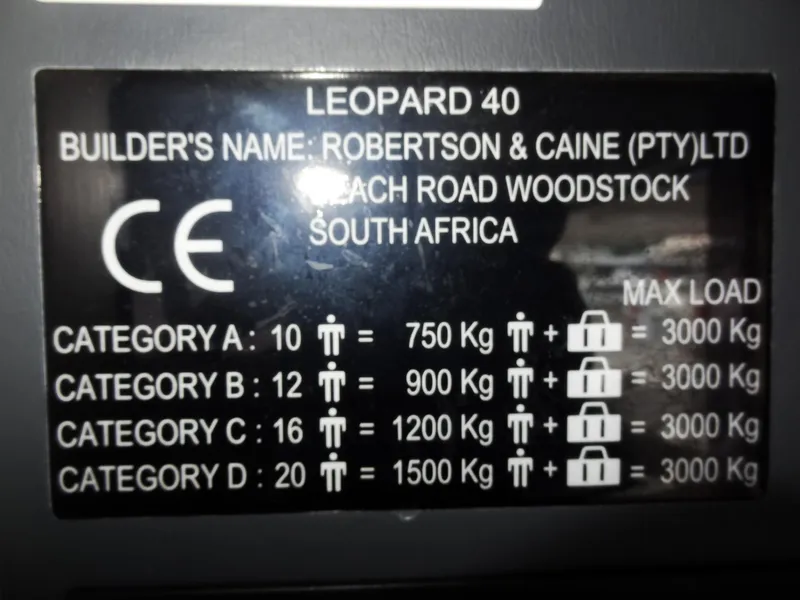 LEOPARD 40
BUILDER'S NAME: ROBERTSON & CAINE (PTY)LTD
ROAD WOODSTOCK
SOUTH AFRICA
CE
MAX LOAD
CATEGORY A: 10 = 750 Kg + = 3000 Kg
CATEGORY B: 12 = 900 Kg + = 3000 Kg
CATEGORY C: 16 = 1200 Kg + = 3000 Kg
CATEGORY D: 20 = 1500 Kg + = 3000 Kg